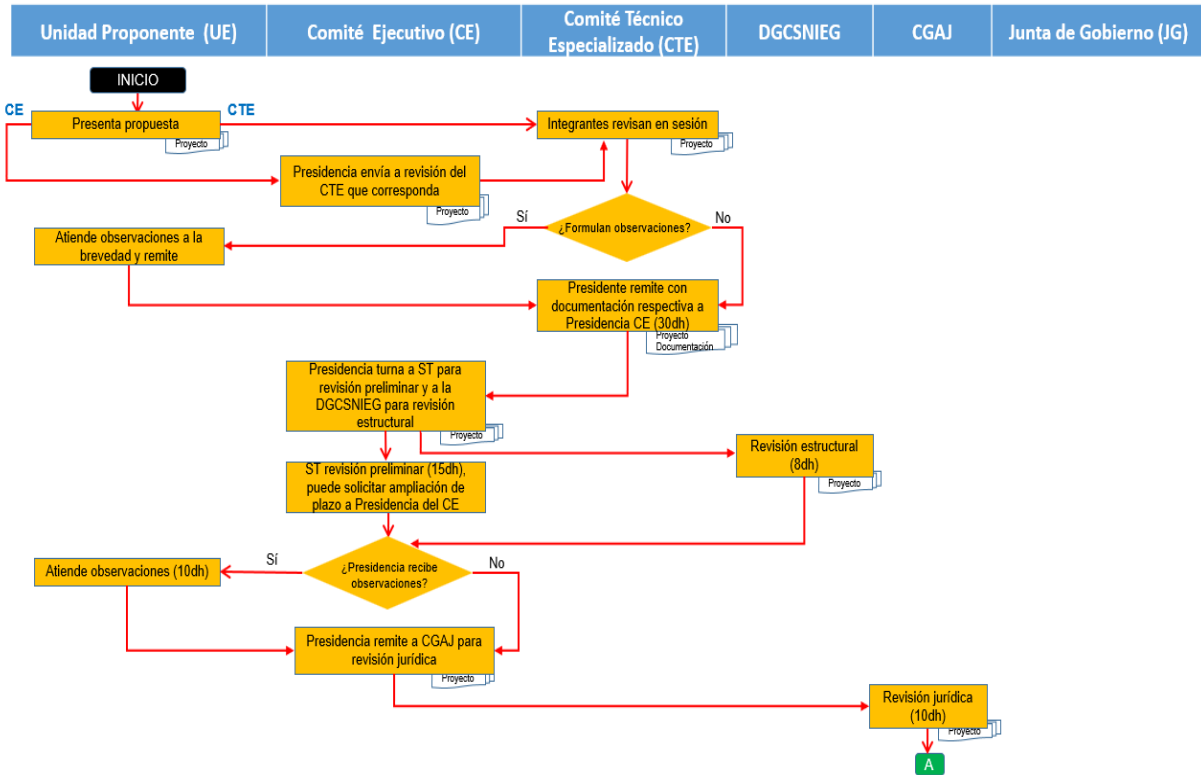 Unidad Proponente (UE)
Comité Ejecutivo (CE)
Comité Técnico
Especializado (CTE)
DGCSNIEG
CGAJ
Junta de Gobierno (JG)
INICIO
CE
CTE
Presenta propuesta
Proyecto
Integrantes revisan en sesión
Proyecto
Presidencia envía a revisión del
CTE que corresponda
Proyecto
Sí
¿Formulan observaciones?
No
Atiende observaciones a la
brevedad y remite
Presidente remite con
documentación respectiva a
Presidencia CE (30dh)
Proyecto
Documentación
Presidencia turna a ST para
revisión preliminar y a la
DGCSNIEG para revisión
estructural
Proyecto
Revisión estructural
(8dh)
Proyecto
ST revisión preliminar (15dh),
puede solicitar ampliación de
plazo a Presidencia del CE
Sí
¿Presidencia recibe
observaciones?
No
Atiende observaciones (10dh)
Presidencia remite a CGAJ para
revisión jurídica
Proyecto
Revisión jurídica
(10dh)
Proyecto
A